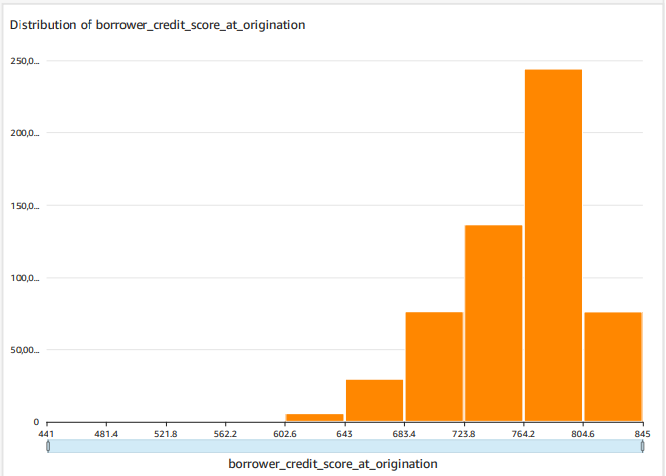 Distribution of borrower_credit_score_at_origination
250,0...
200,0...
150,0...
100,0...
50,00...
0
441 481.4 521.8 562.2 602.6 643 683.4 723.8 764.2 804.6 845
borrower_credit_score_at_origination